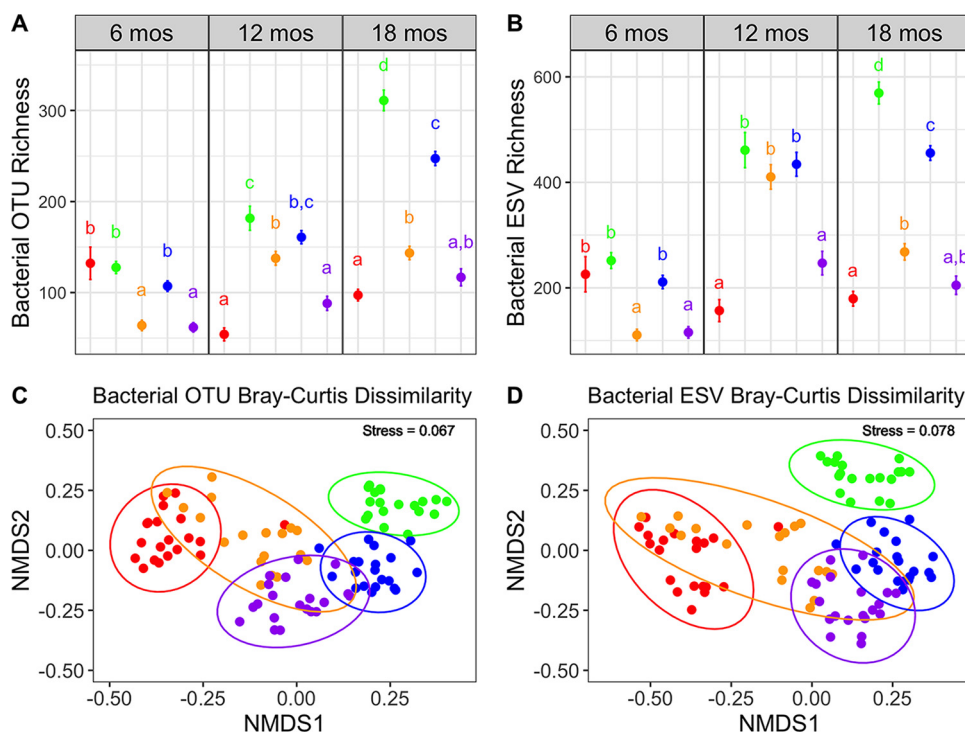 A
6 mos
12 mos
18 mos
Bacterial OTU Richness
300
200
100
b
b
a
b
a
a
c
b
b,c
a
a
d
b
c
a,b
B
6 mos
12 mos
18 mos
Bacterial ESV Richness
600
400
200
b
b
a
b
a
a
b
b
b
a
a
d
b
c
a,b
C
Bacterial OTU Bray-Curtis Dissimilarity
Stress = 0.067
NMDS2
0.50
0.25
0.00
-0.25
-0.50
-0.50
-0.25
0.00
0.25
NMDS1
D
Bacterial ESV Bray-Curtis Dissimilarity
Stress = 0.078
NMDS2
0.50
0.25
0.00
-0.25
-0.50
-0.50
-0.25
0.00
0.25
NMDS1